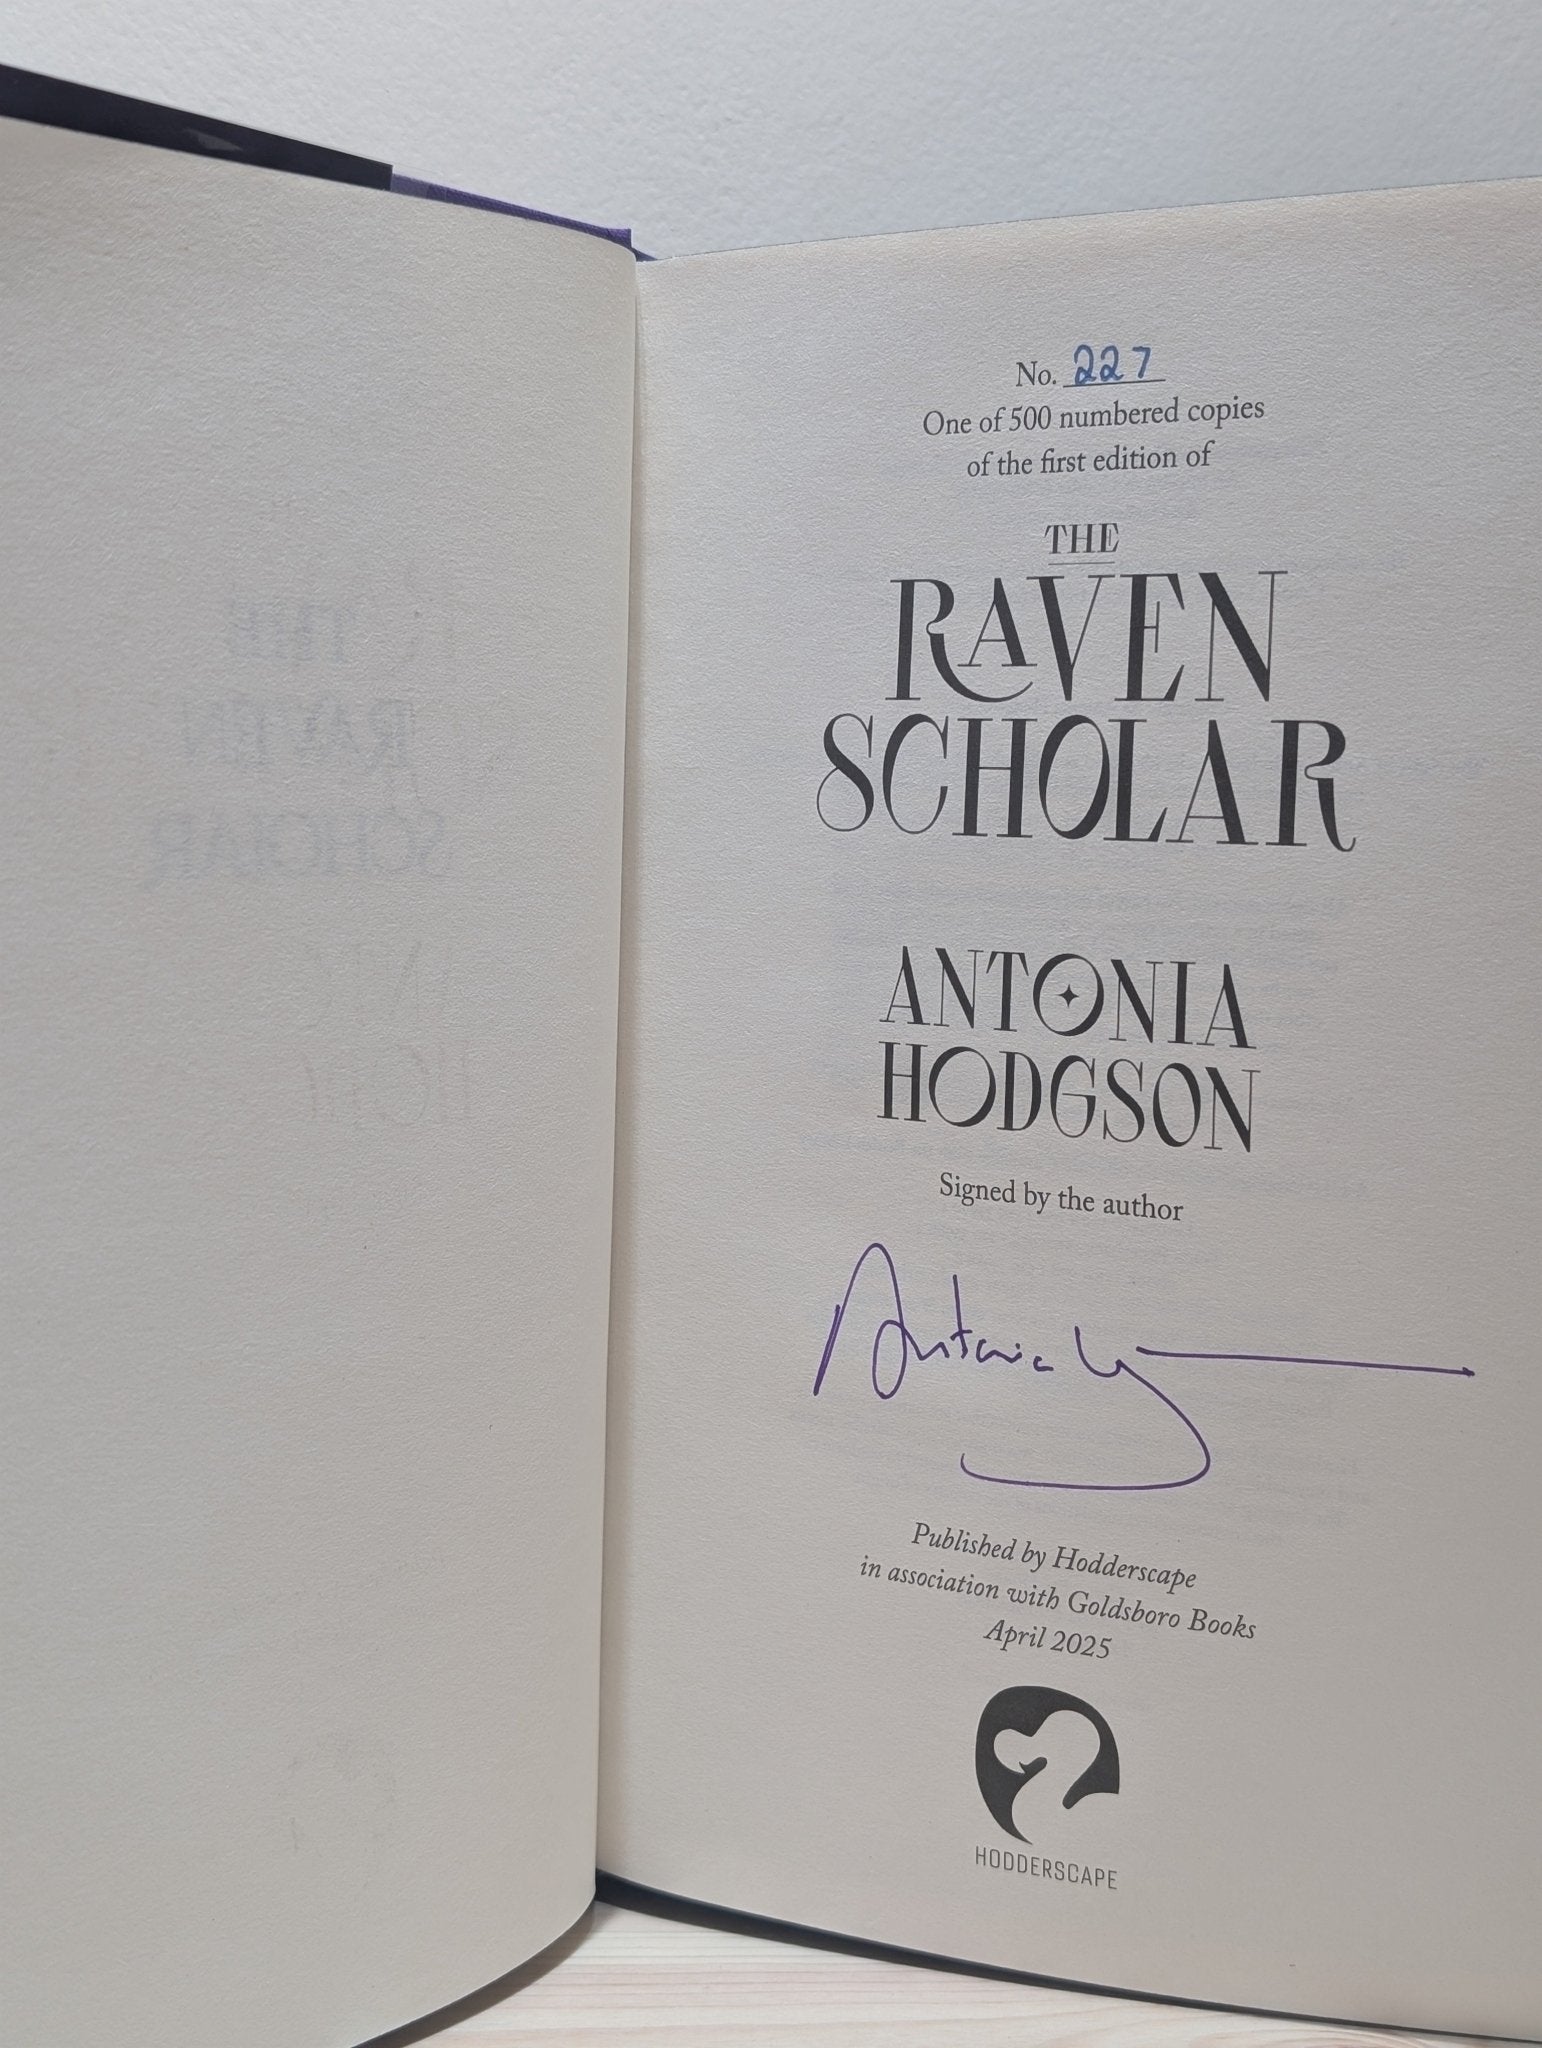 No. 227
One of 500 numbered copies
of the first edition of
THE
RAVEN
SCHOLAR
ANTONIA
HODGSON
Signed by the author
Antonia
Published by Hodderscape
in association with Goldsboro Books
April 2025
HODDERSCAPE